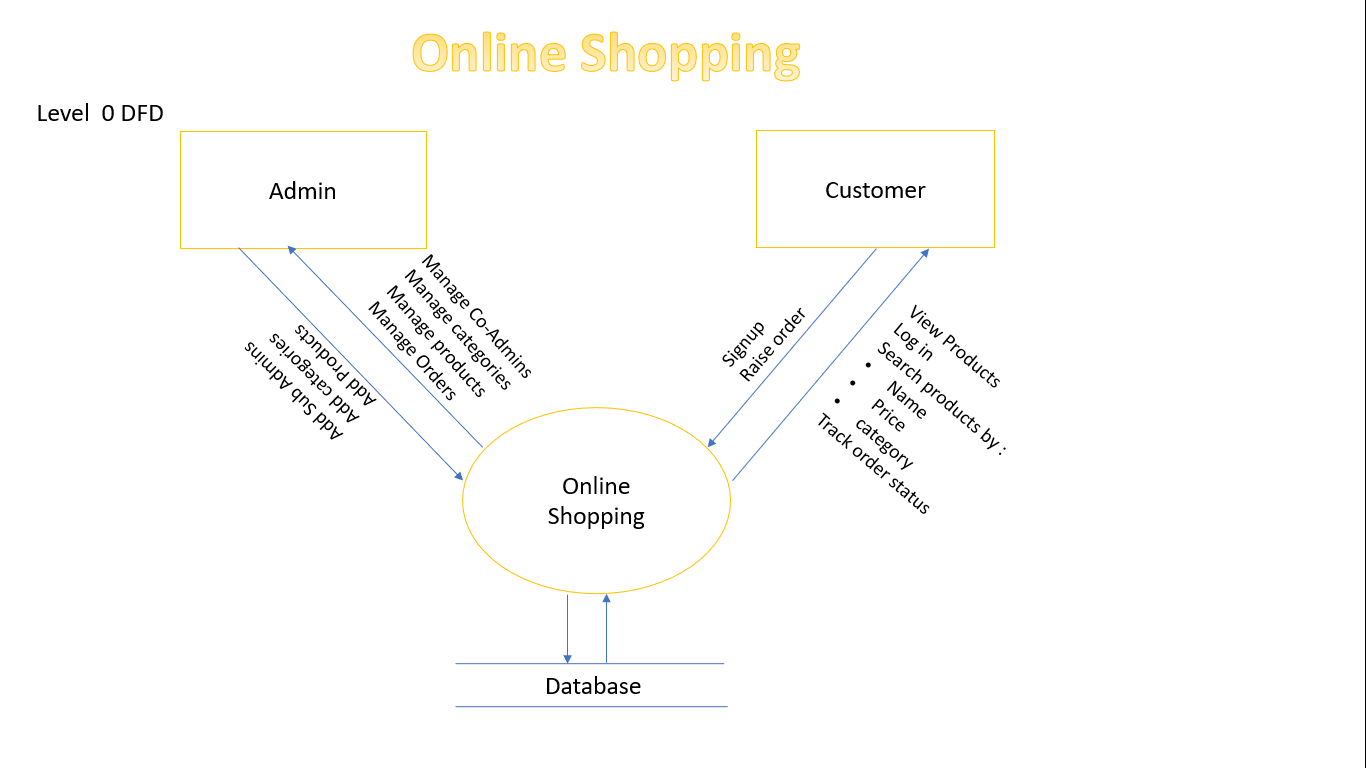 Online Shopping
Level 0 DFD
Admin
Customer
Manage Co-Admins
Manage categories
Manage products
Manage Orders
Add Products
Add categories
Add Sub Admins
Signup
Raise order
View Products
Log in
Search products by :
• Name
• Price
• category
Track order status
Online
Shopping
Database